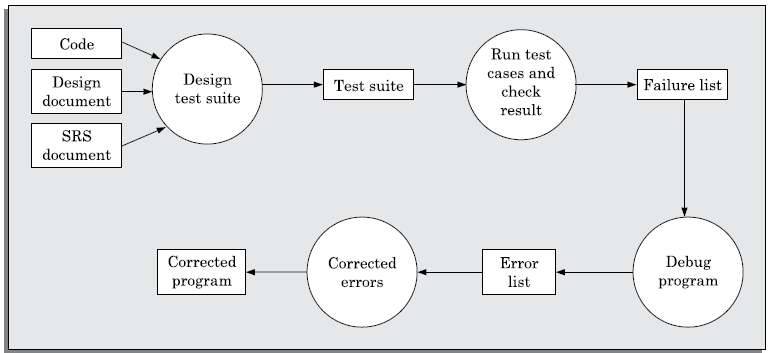 Code
Design
document
SRS
document
Design
test suite
Test suite
Run test
cases and
check
result
Failure list
Debug
program
Error
list
Corrected
errors
Corrected
program